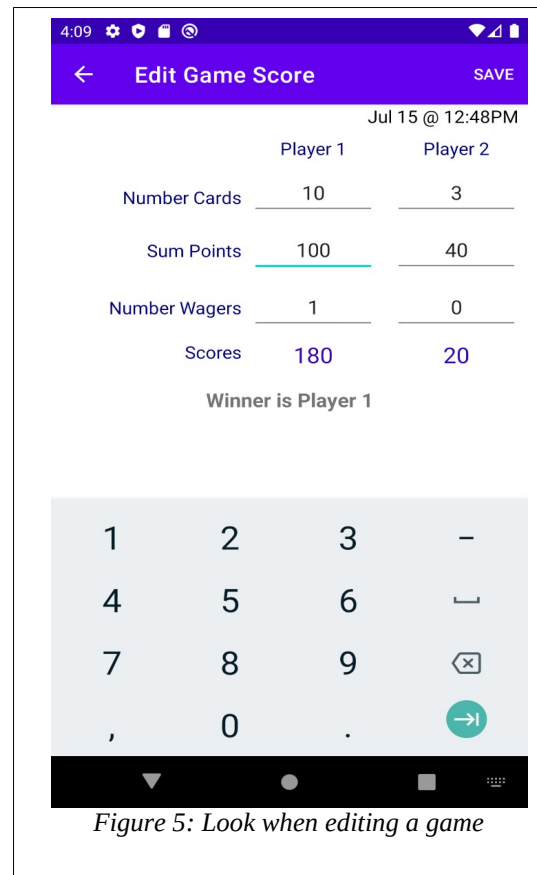 4:09
Edit Game Score SAVE
Jul 15 @ 12:48PM
Player 1 Player 2
Number Cards 10 3
Sum Points 100 40
Number Wagers 1 0
Scores 180 20
Winner is Player 1
1 2 3 -
4 5 6
7 8 9
, 0 .
Figure 5: Look when editing a game